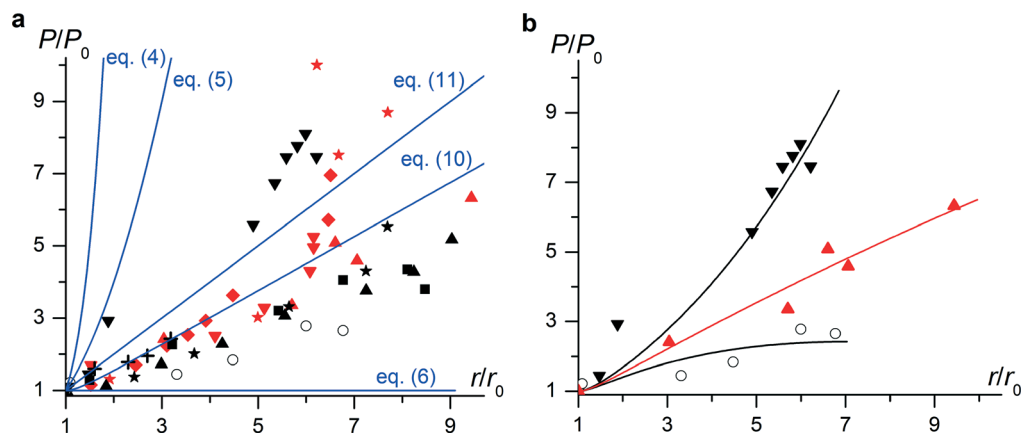 a
P/P0
eq. (4)
eq. (5)
eq. (11)
eq. (10)
eq. (6)
9
7
5
3
1
1 3 5 7 9
r/r0
b
P/P0
9
7
5
3
1
1 3 5 7 9
r/r0